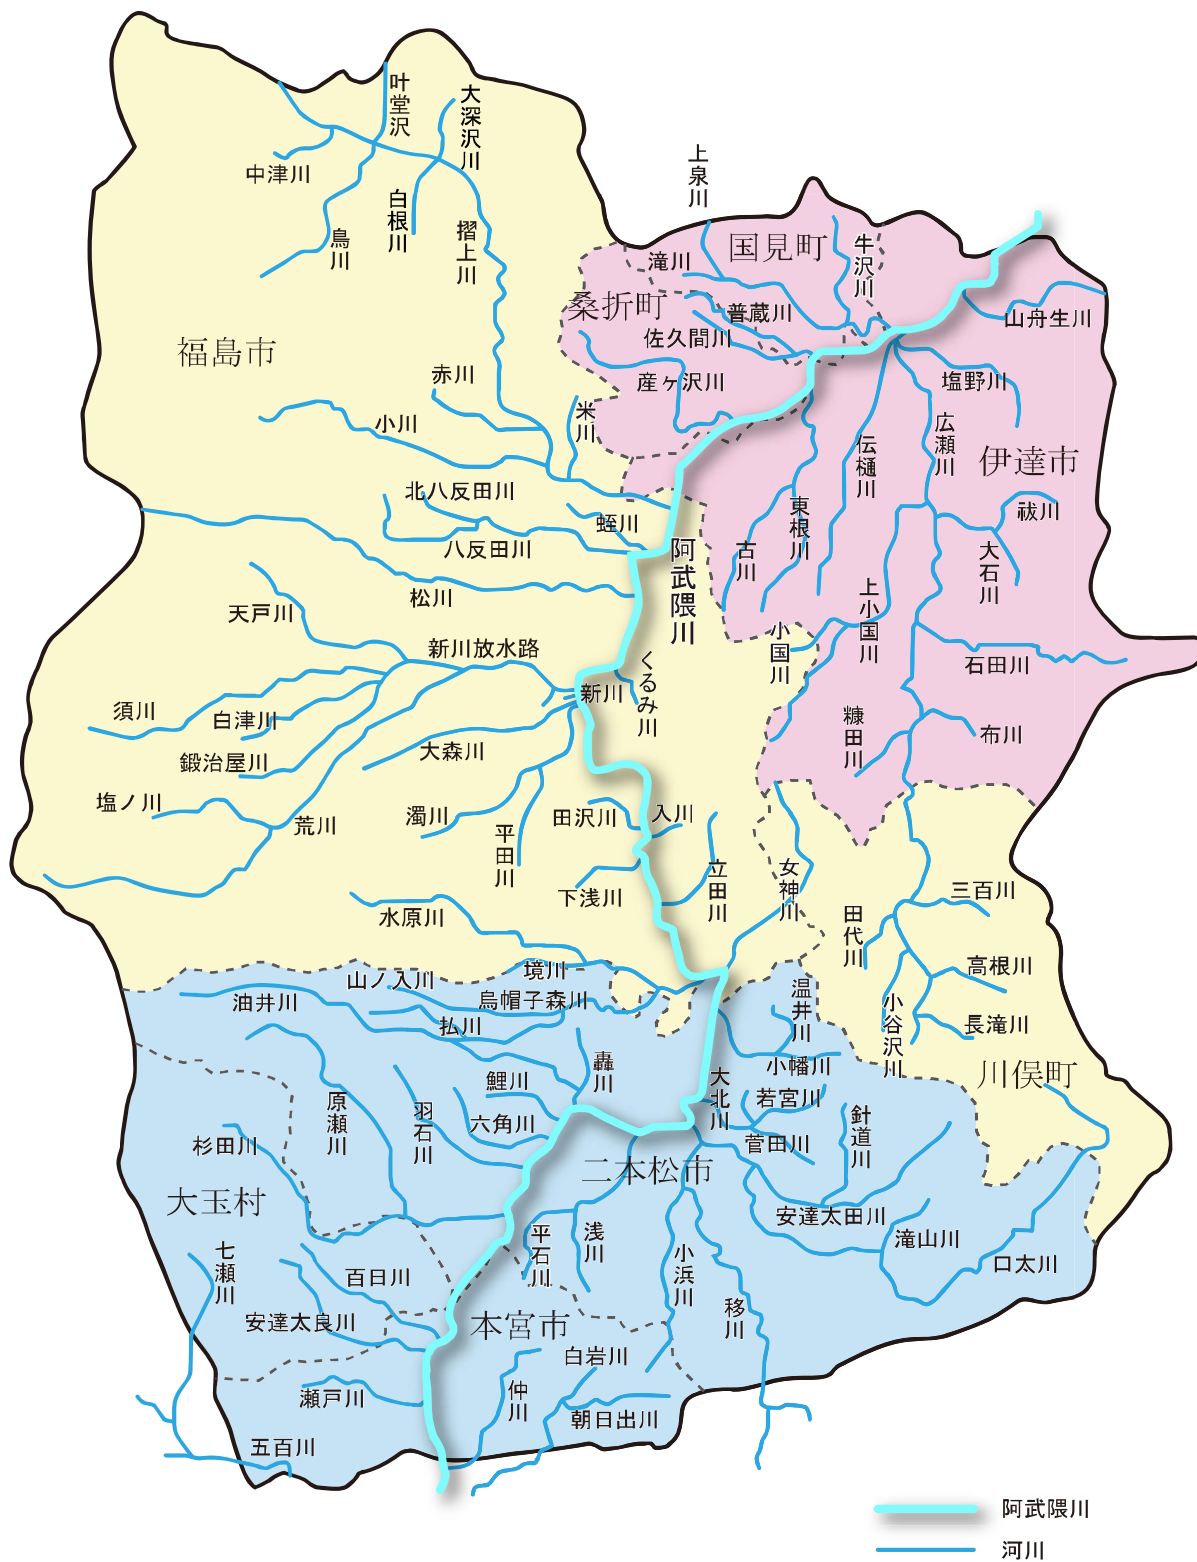 叶堂沢
大深沢川
中津川
白根川
鳥川
摺上川
上泉川
国見町
牛沢川
滝川
桑折町
普蔵川
佐久間川
山舟生川
福島市
赤川
産ヶ沢川
塩野川
小川
米川
広瀬川
伝樋川
伊達市
北八反田川
東根川
祓川
蛭川
八反田川
古川
大石川
阿武隈川
松川
天戸川
上小国川
小国川
新川放水路
くるみ川
石田川
新川
須川
白津川
糠田川
布川
大森川
鍛治屋川
塩ノ川
荒川
濁川
田沢川
入川
平田川
立田川
女神川
下浅川
三百川
水原川
田代川
境川
高根川
山ノ入川
油井川
烏帽子森川
温井川
小谷沢川
長滝川
払川
轟川
小幡川
川俣町
鯉川
大北川
若宮川
原瀬川
羽石川
六角川
針道川
杉田川
菅田川
二本松市
大玉村
安達太田川
平石川
浅川
滝山川
七瀬川
小浜川
口太川
百日川
移川
安達太良川
本宮市
白岩川
瀬戸川
仲川
朝日出川
五百川
阿武隈川
河川